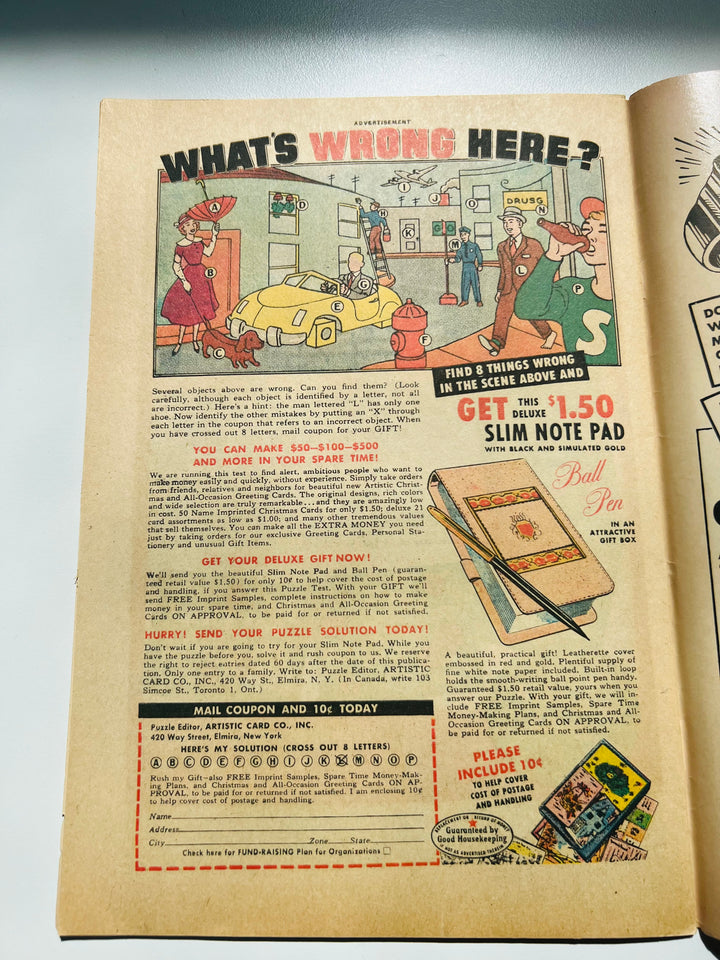 ADVERTISEMENT
WHAT'S WRONG HERE?
A
B
C
D
E
F
G
H
I
J
K
L
M
N
O
P
DRUGG
GO
S
FIND 8 THINGS WRONG
IN THE SCENE ABOVE AND
GET THIS DELUXE $1.50
SLIM NOTE PAD
WITH BLACK AND SIMULATED GOLD
Ball
Pen
IN AN
ATTRACTIVE
GIFT BOX
Several objects above are wrong. Can you find them? (Look
carefully, although each object is identified by a letter, not all
are incorrect.) Here's a hint: the man lettered "L" has only one
shoe. Now identify the other mistakes by putting an "X" through
each letter in the coupon that refers to an incorrect object. When
you have crossed out 8 letters, mail coupon for your GIFT!
YOU CAN MAKE $50—$100—$500
AND MORE IN YOUR SPARE TIME!
We are running this test to find alert, ambitious people who want to
make money easily and quickly, without experience. Simply take orders
from friends, relatives and neighbors for beautiful new Artistic Christ-
mas and All-Occasion Greeting Cards. The original designs, rich colors
and wide selection are truly remarkable...and they are amazingly low
in cost. 50 Name Imprinted Christmas Cards for only $1.50; deluxe 21
card assortments as low as $1.00; and many other tremendous values
that sell themselves. You can make all the EXTRA MONEY you need
just by taking orders for our exclusive Greeting Cards, Personal Sta-
tionery and unusual Gift Items.
GET YOUR DELUXE GIFT NOW!
We'll send you the beautiful Slim Note Pad and Ball Pen (guaran-
teed retail value $1.50) for only 10¢ to help cover the cost of postage
and handling, if you answer this Puzzle Test. With your GIFT we'll
send FREE Imprint Samples, complete instructions on how to make
money in your spare time, and Christmas and All-Occasion Greeting
Cards ON APPROVAL, to be paid for or returned if not satisfied.
HURRY! SEND YOUR PUZZLE SOLUTION TODAY!
Don't wait if you are going to try for your Slim Note Pad. While you
have the puzzle before you, solve it and rush coupon to us. We reserve
the right to reject entries dated 60 days after the date of this publica-
tion. Only one entry to a family. Write to: Puzzle Editor, ARTISTIC
CARD CO., INC., 420 Way St., Elmira, N. Y. (In Canada, write 103
Simcoe St., Toronto 1, Ont.)
A beautiful, practical gift! Leatherette cover
embossed in red and gold. Plentiful supply of
fine white note paper included. Built-in loop
holds the smooth-writing ball point pen handy.
Guaranteed $1.50 retail value, yours when you
answer our Puzzle. With your gift, we will in-
clude FREE Imprint Samples, Spare Time
Money-Making Plans, and Christmas and All-
Occasion Greeting Cards ON APPROVAL, to
be paid for or returned if not satisfied.
MAIL COUPON AND 10¢ TODAY
Puzzle Editor, ARTISTIC CARD CO., INC.
420 Way Street, Elmira, New York
HERE'S MY SOLUTION (CROSS OUT 8 LETTERS)
A B C D E F G H I J K L M N O P
Rush my Gift—also FREE Imprint Samples, Spare Time Money-Mak-
ing Plans, and Christmas and All-Occasion Greeting Cards ON AP-
PROVAL, to be paid for or returned if not satisfied. I am enclosing 10¢
to help cover cost of postage and handling.
Name
Address
City Zone State
Check here for FUND-RAISING Plan for Organizations
PLEASE
INCLUDE 10¢
TO HELP COVER
COST OF POSTAGE
AND HANDLING
REPLACEMENT OR REFUND OF MONEY
Guaranteed by
Good Housekeeping
IF NOT AS ADVERTISED THEREIN
DO